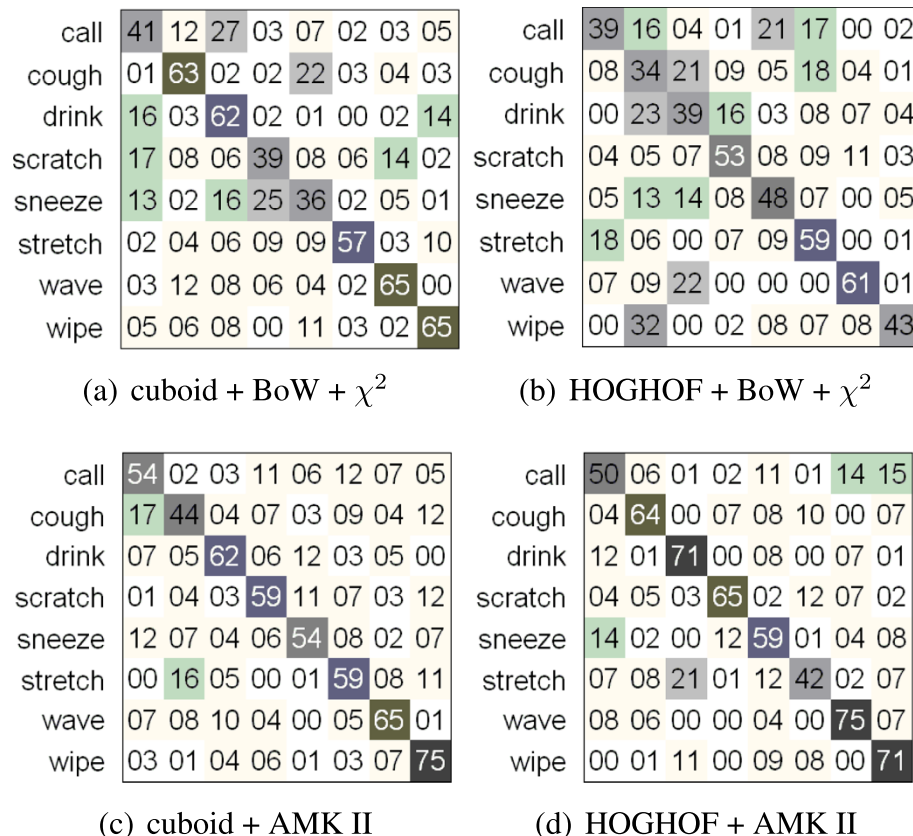 call 41 12 27 03 07 02 03 05
cough 01 63 02 02 22 03 04 03
drink 16 03 62 02 01 00 02 14
scratch 17 08 06 39 08 06 14 02
sneeze 13 02 16 25 36 02 05 01
stretch 02 04 06 09 09 57 03 10
wave 03 12 08 06 04 02 65 00
wipe 05 06 08 00 11 03 02 65
(a) cuboid + BoW + χ²
call 39 16 04 01 21 17 00 02
cough 08 34 21 09 05 18 04 01
drink 00 23 39 16 03 08 07 04
scratch 04 05 07 53 08 09 11 03
sneeze 05 13 14 08 48 07 00 05
stretch 18 06 00 07 09 59 00 01
wave 07 09 22 00 00 00 61 01
wipe 00 32 00 02 08 07 08 43
(b) HOGHOF + BoW + χ²
call 54 02 03 11 06 12 07 05
cough 17 44 04 07 03 09 04 12
drink 07 05 62 06 12 03 05 00
scratch 01 04 03 59 11 07 03 12
sneeze 12 07 04 06 54 08 02 07
stretch 00 16 05 00 01 59 08 11
wave 07 08 10 04 00 05 65 01
wipe 03 01 04 06 01 03 07 75
(c) cuboid + AMK II
call 50 06 01 02 11 01 14 15
cough 04 64 00 07 08 10 00 07
drink 12 01 71 00 08 00 07 01
scratch 04 05 03 65 02 12 07 02
sneeze 14 02 00 12 59 01 04 08
stretch 07 08 21 01 12 42 02 07
wave 08 06 00 00 04 00 75 07
wipe 00 01 11 00 09 08 00 71
(d) HOGHOF + AMK II